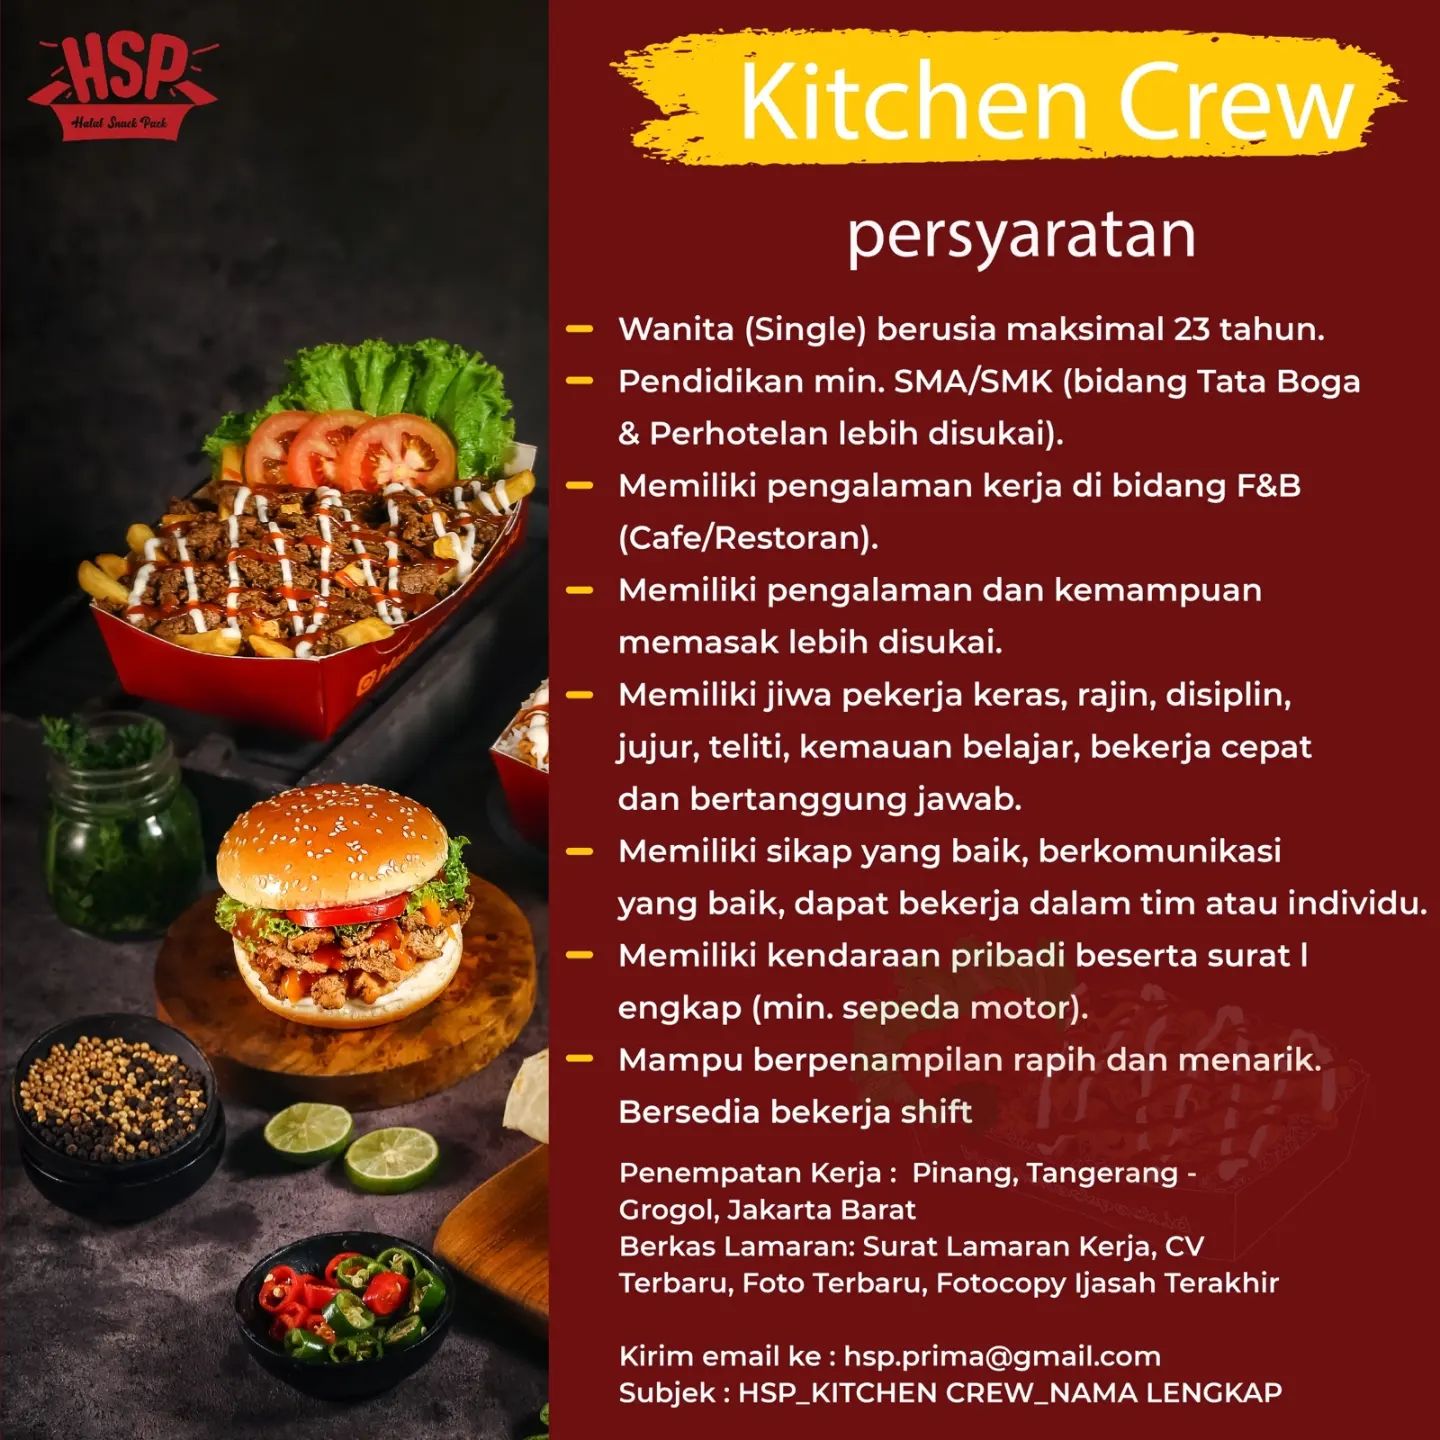 HSP
Halal Snack Pack
Kitchen Crew
persyaratan
Wanita (Single) berusia maksimal 23 tahun.
Pendidikan min. SMA/SMK (bidang Tata Boga
& Perhotelan lebih disukai).
Memiliki pengalaman kerja di bidang F&B
(Cafe/Restoran).
Memiliki pengalaman dan kemampuan
memasak lebih disukai.
Memiliki jiwa pekerja keras, rajin, disiplin,
jujur, teliti, kemauan belajar, bekerja cepat
dan bertanggung jawab.
Memiliki sikap yang baik, berkomunikasi
yang baik, dapat bekerja dalam tim atau individu.
Memiliki kendaraan pribadi beserta surat l
engkap (min. sepeda motor).
Mampu berpenampilan rapih dan menarik.
Bersedia bekerja shift
Penempatan Kerja : Pinang, Tangerang -
Grogol, Jakarta Barat
Berkas Lamaran: Surat Lamaran Kerja, CV
Terbaru, Foto Terbaru, Fotocopy Ijasah Terakhir
Kirim email ke : hsp.prima@gmail.com
Subjek : HSP_KITCHEN CREW_NAMA LENGKAP